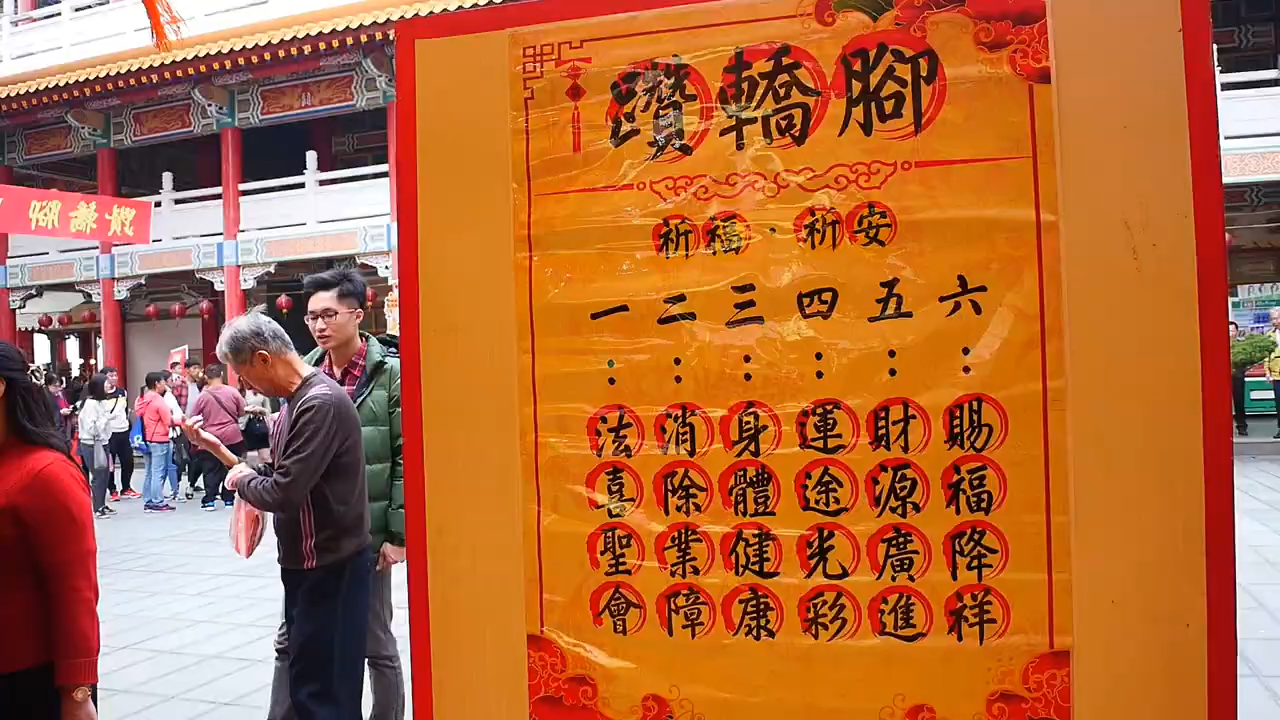 躦轎腳
祈福·祈安
一：法喜聖會
二：消除業障
三：身體健康
四：運途光彩
五：財源廣進
六：賜福降祥
躦轎腳